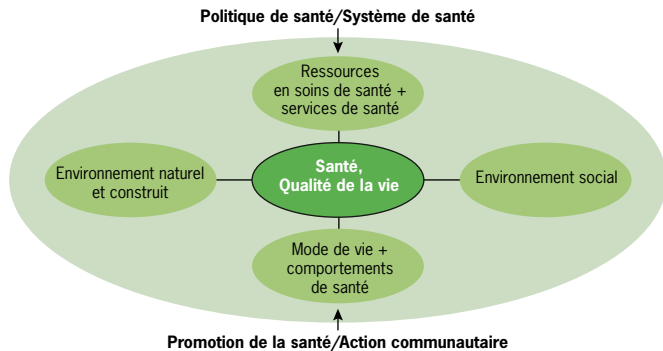 Politique de santé/Système de santé
Ressources
en soins de santé +
services de santé
Environnement naturel
et construit
Santé,
Qualité de la vie
Environnement social
Mode de vie +
comportements
de santé
Promotion de la santé/Action communautaire